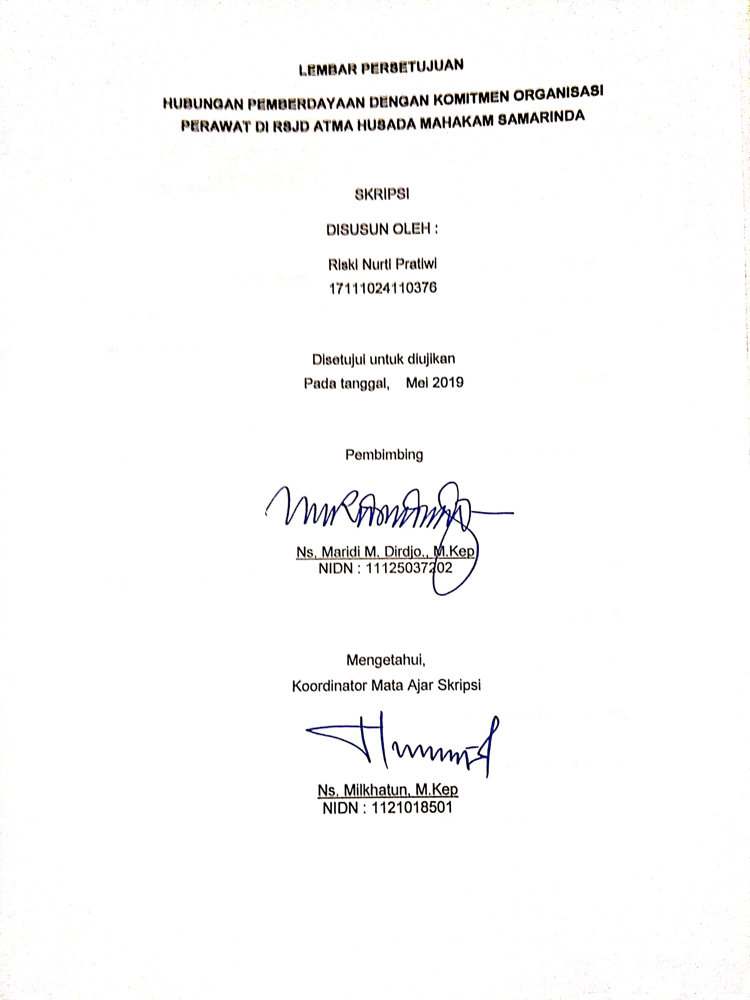 LEMBAR PERSETUJUAN
HUBUNGAN PEMBERDAYAAN DENGAN KOMITMEN ORGANISASI
PERAWAT DI RSJD ATMA HUSADA MAHAKAM SAMARINDA
SKRIPSI
DISUSUN OLEH :
Riski Nurti Pratiwi
17111024110376
Disetujui untuk diujikan
Pada tanggal, Mei 2019
Pembimbing
Ns. Maridi M. Dirdjo., M.Kep
NIDN : 11125037202
Mengetahui,
Koordinator Mata Ajar Skripsi
Ns. Milkhatun, M.Kep
NIDN : 1121018501